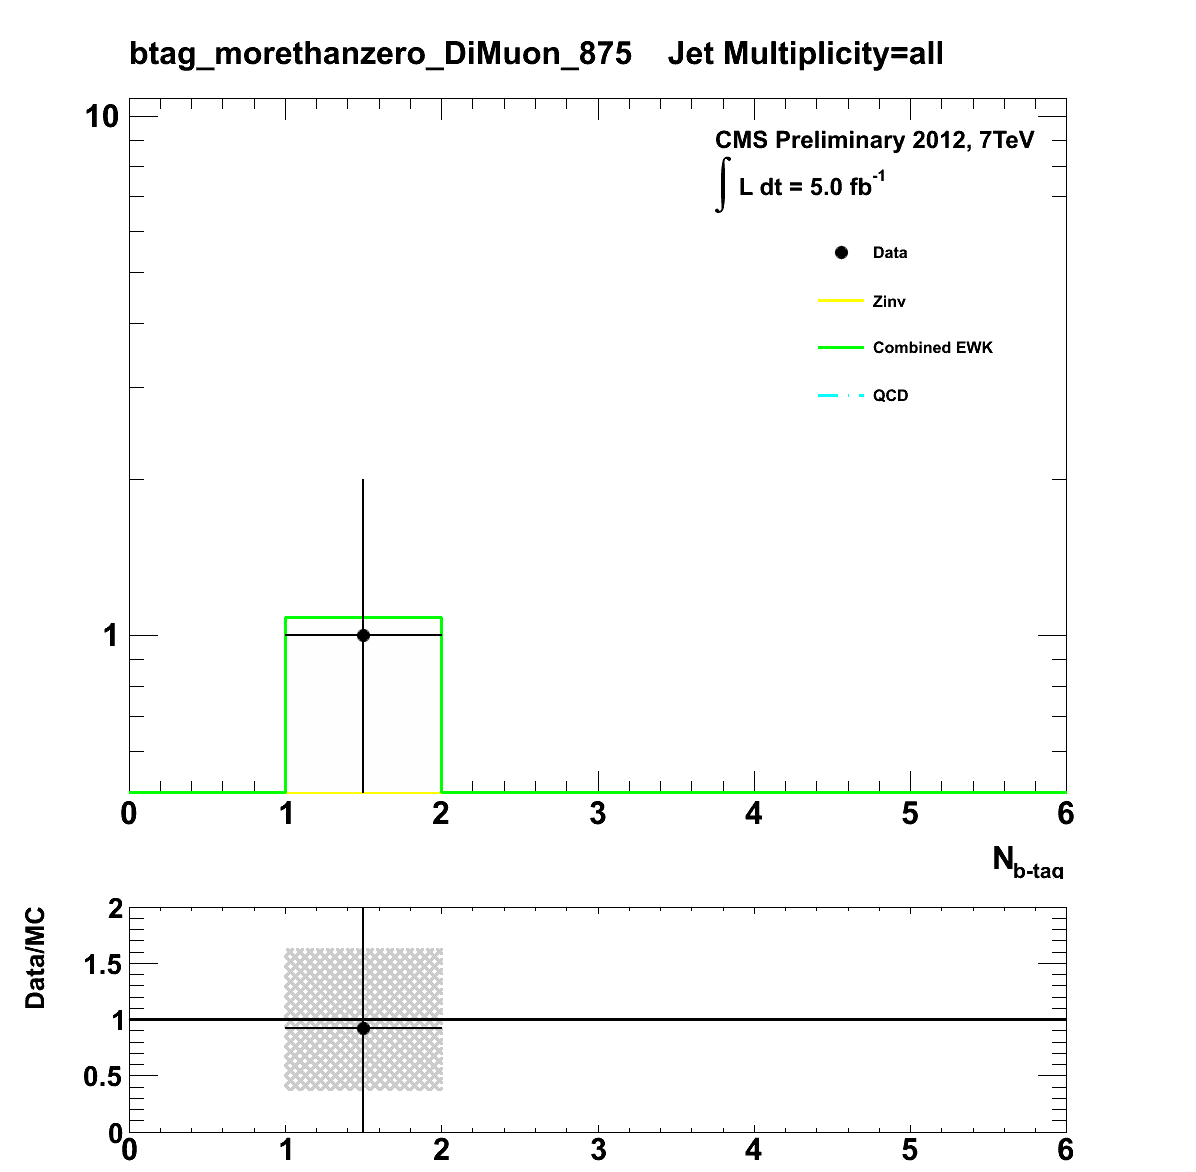 btag_morethanzero_DiMuon_875 Jet Multiplicity=all
10
CMS Preliminary 2012, 7TeV
∫ L dt = 5.0 fb-1
Data
Zinv
Combined EWK
QCD
1
0 1 2 3 4 5 6
Nb-tag
Data/MC
2
1.5
1
0.5
0
0 1 2 3 4 5 6